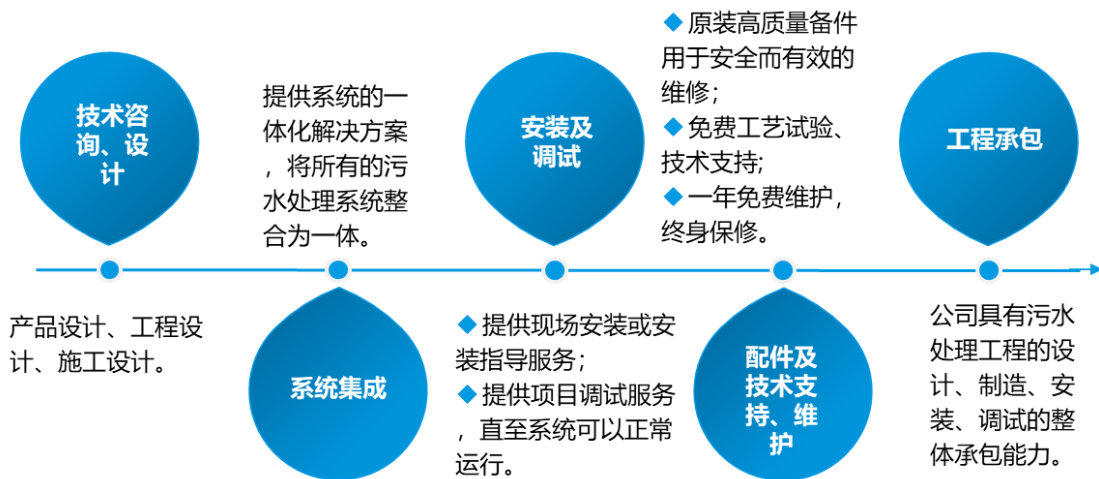 技术咨
询、设
计
产品设计、工程设
计、施工设计。
提供系统的一
体化解决方案
，将所有的污
水处理系统整
合为一体。
系统集成
安装及
调试
◆ 提供现场安装或安
装指导服务；
◆ 提供项目调试服务
，直至系统可以正常
运行。
◆ 原装高质量备件
用于安全而有效的
维修；
◆ 免费工艺试验、
技术支持;
◆ 一年免费维护，
终身保修。
配件及
技术支
持、维
护
工程承包
公司具有污水
处理工程的设
计、制造、安
装、调试的整
体承包能力。